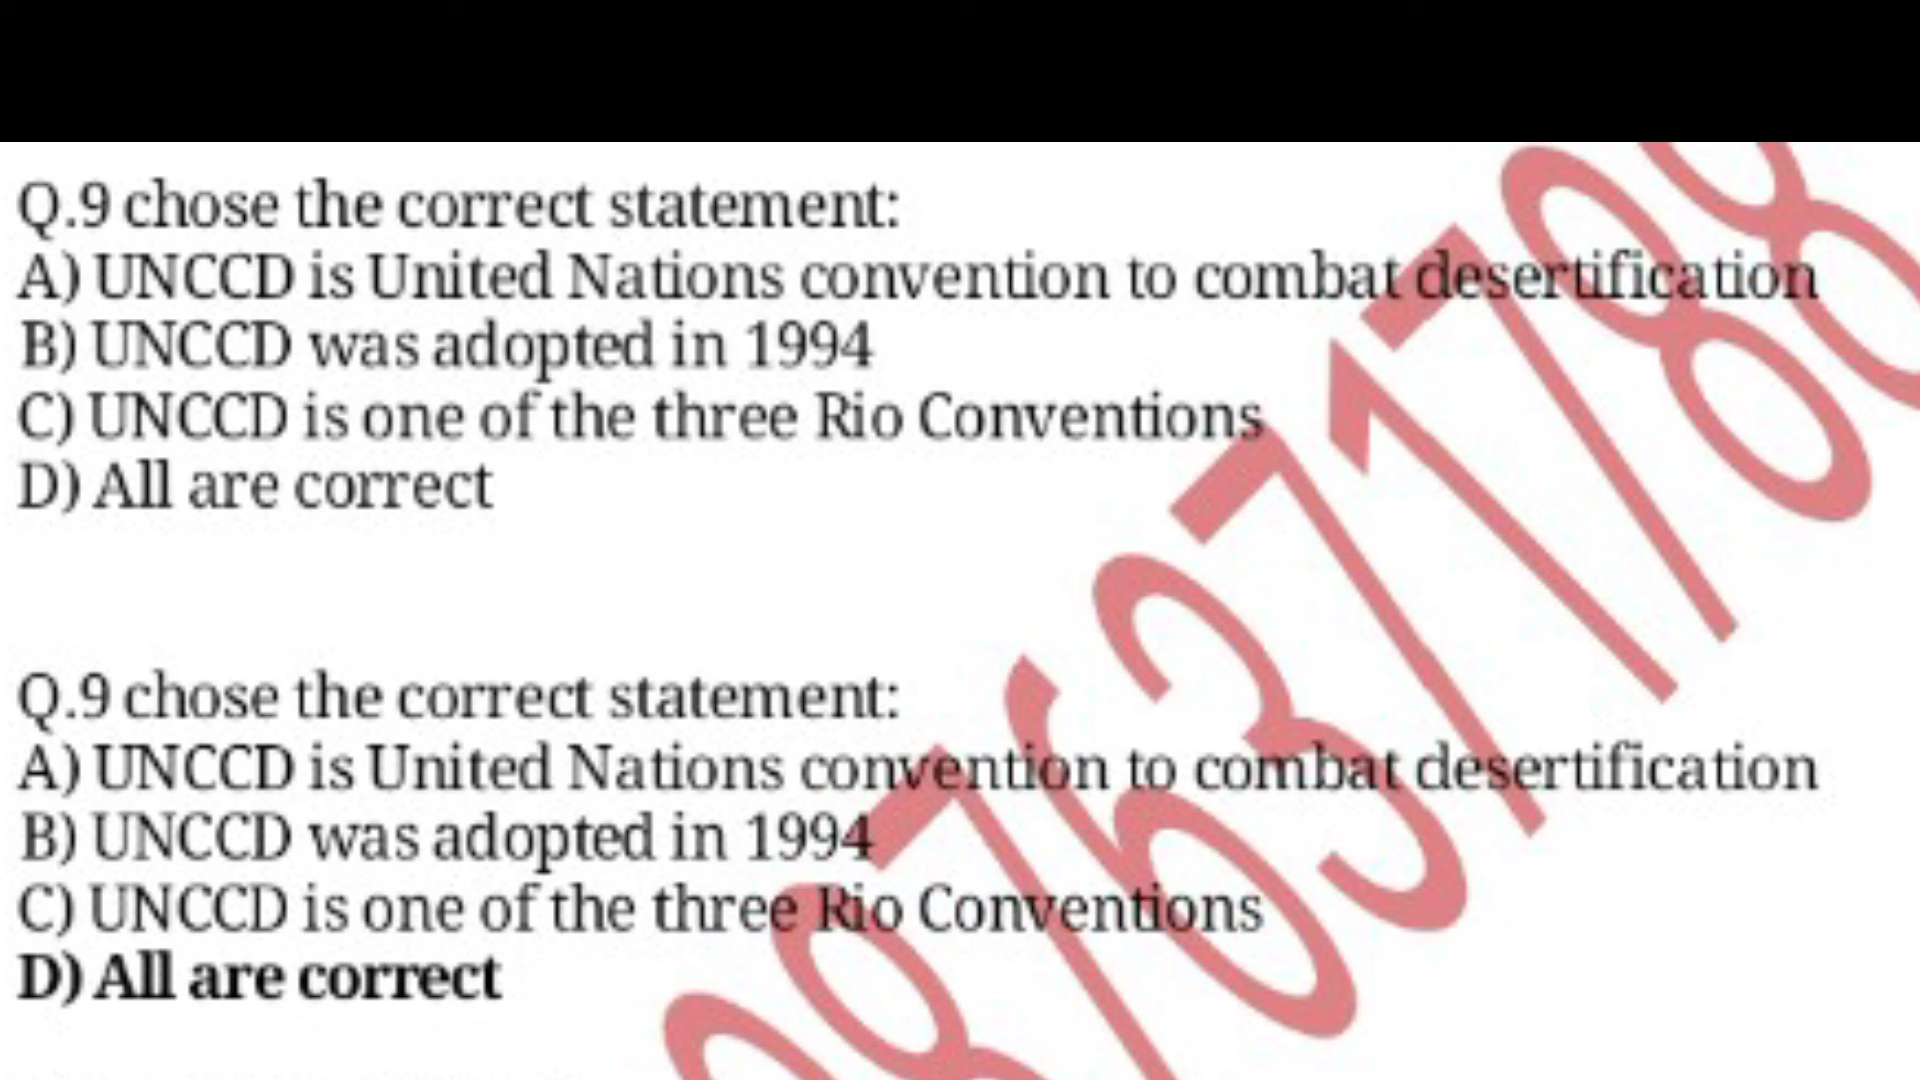 Q.9 chose the correct statement:
A) UNCCD is United Nations convention to combat desertification
B) UNCCD was adopted in 1994
C) UNCCD is one of the three Rio Conventions
D) All are correct
Q.9 chose the correct statement:
A) UNCCD is United Nations convention to combat desertification
B) UNCCD was adopted in 1994
C) UNCCD is one of the three Rio Conventions
D) All are correct